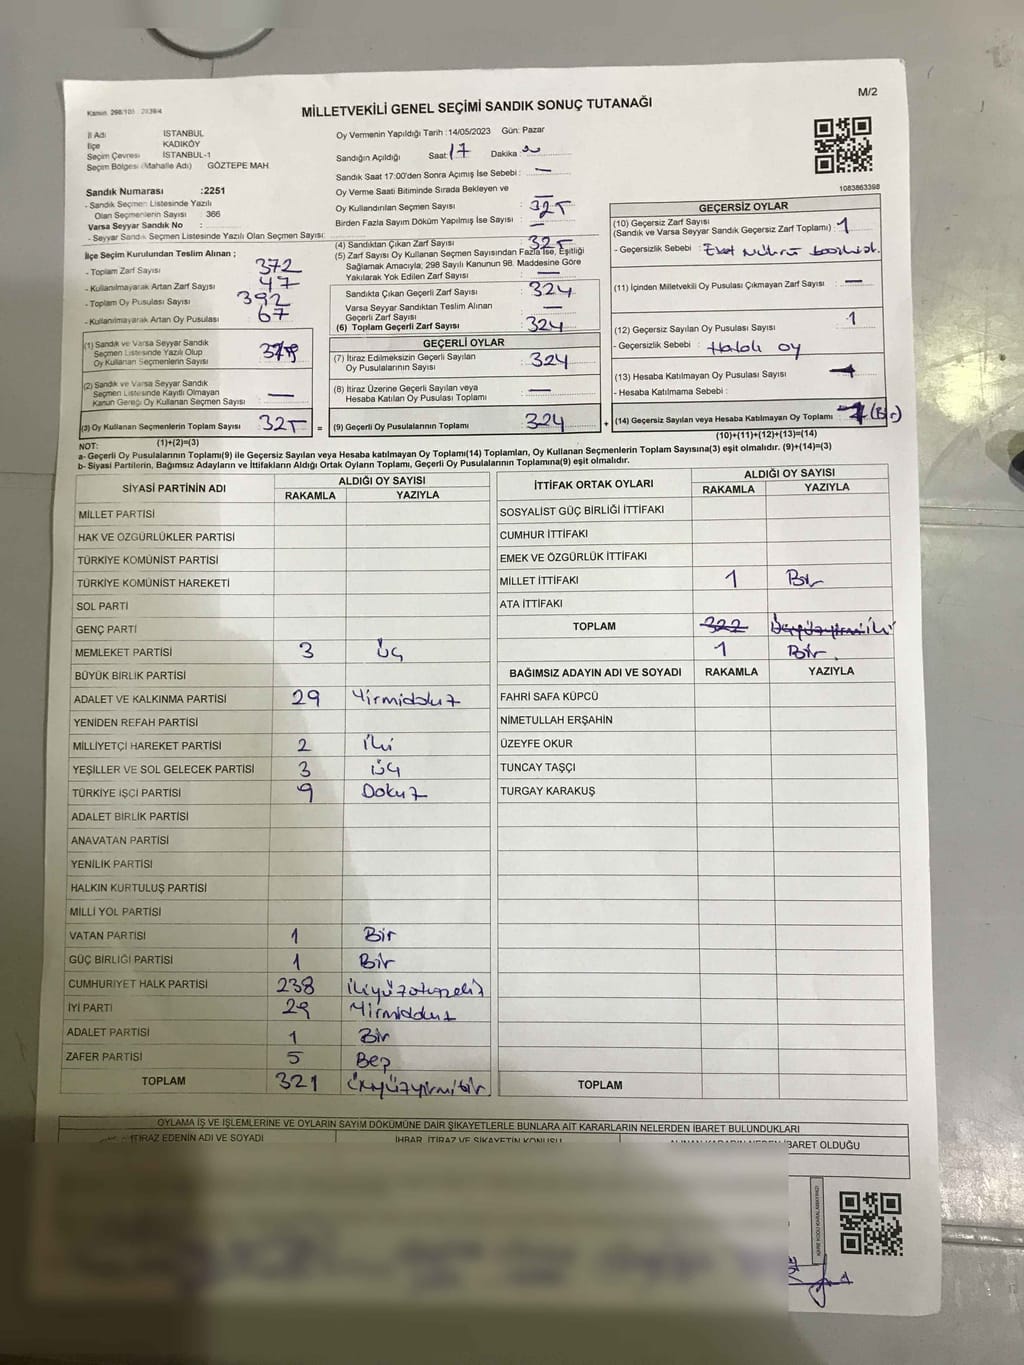 M/2
Kanun. 298/105
MİLLETVEKİLİ GENEL SEÇİMİ SANDIK SONUÇ TUTANAĞI
İl Adı İSTANBUL
İlçe KADIKÖY
Seçim Çevresi İSTANBUL-1
Seçim Bölgesi (Mahalle Adı) GÖZTEPE MAH.
Sandık Numarası :2251
- Sandık Seçmen Listesinde Yazılı
Olan Seçmenlerin Sayısı : 366
Varsa Seyyar Sandık No :
- Seyyar Sandık Seçmen Listesinde Yazılı Olan Seçmen Sayısı:
İlçe Seçim Kurulundan Teslim Alınan ;
- Toplam Zarf Sayısı 372
- Kullanılmayarak Artan Zarf Sayısı 47
- Toplam Oy Pusulası Sayısı 392
- Kullanılmayarak Artan Oy Pusulası 67
(1) Sandık ve Varsa Seyyar Sandık
Seçmen Listesinde Yazılı Olup
Oy Kullanan Seçmenlerin Sayısı
(2) Sandık ve Varsa Seyyar Sandık
Seçmen Listesinde Kayıtlı Olmayan
Kanun Gereği Oy Kullanan Seçmen Sayısı —
(3) Oy Kullanan Seçmenlerin Toplam Sayısı 325 =
Oy Vermenin Yapıldığı Tarih : 14/05/2023 Gün: Pazar
Sandığın Açıldığı Saat: 17 Dakika :
Sandık Saat 17:00'den Sonra Açımış İse Sebebi : —
Oy Verme Saati Bitiminde Sırada Bekleyen ve
Oy Kullandırılan Seçmen Sayısı : 325
Birden Fazla Sayım Döküm Yapılmış İse Sayısı : —
(4) Sandıktan Çıkan Zarf Sayısı : 325
(5) Zarf Sayısı Oy Kullanan Seçmen Sayısından Fazla İse, Eşitliği
Sağlamak Amacıyla, 298 Sayılı Kanunun 98. Maddesine Göre
Yakılarak Yok Edilen Zarf Sayısı : —
Sandıkta Çıkan Geçerli Zarf Sayısı : 324
Varsa Seyyar Sandıktan Teslim Alınan
Geçerli Zarf Sayısı : —
(6) Toplam Geçerli Zarf Sayısı : 324
GEÇERLİ OYLAR
(7) İtiraz Edilmeksizin Geçerli Sayılan
Oy Pusulalarının Sayısı : 324
(8) İtiraz Üzerine Geçerli Sayılan veya
Hesaba Katılan Oy Pusulası Toplamı : —
(9) Geçerli Oy Pusulalarının Toplamı : 324 +
1083863398
GEÇERSİZ OYLAR
(10) Geçersiz Zarf Sayısı
(Sandık ve Varsa Seyyar Sandık Geçersiz Zarf Toplamı) : 1
- Geçersizlik Sebebi :
(11) İçinden Milletvekili Oy Pusulası Çıkmayan Zarf Sayısı : —
(12) Geçersiz Sayılan Oy Pusulası Sayısı : 1
- Geçersizlik Sebebi : Hatalı oy
(13) Hesaba Katılmayan Oy Pusulası Sayısı :
- Hesaba Katılmama Sebebi :
(14) Geçersiz Sayılan veya Hesaba Katılmayan Oy Toplamı : 1 (Bir)
(10)+(11)+(12)+(13)=(14)
NOT: (1)+(2)=(3)
a- Geçerli Oy Pusulalarının Toplamı(9) ile Geçersiz Sayılan veya Hesaba katılmayan Oy Toplamı(14) Toplamları, Oy Kullanan Seçmenlerin Toplam Sayısına(3) eşit olmalıdır. (9)+(14)=(3)
b- Siyasi Partilerin, Bağımsız Adayların ve İttifakların Aldığı Ortak Oyların Toplamı, Geçerli Oy Pusulalarının Toplamına(9) eşit olmalıdır.
SİYASİ PARTİNİN ADI ALDIĞI OY SAYISI
RAKAMLA YAZIYLA
MİLLET PARTİSİ
HAK VE ÖZGÜRLÜKLER PARTİSİ
TÜRKİYE KOMÜNİST PARTİSİ
TÜRKİYE KOMÜNİST HAREKETİ
SOL PARTİ
GENÇ PARTİ
MEMLEKET PARTİSİ 3 üç
BÜYÜK BİRLİK PARTİSİ
ADALET VE KALKINMA PARTİSİ 29 Yirmidokuz
YENİDEN REFAH PARTİSİ
MİLLİYETÇİ HAREKET PARTİSİ 2 iki
YEŞİLLER VE SOL GELECEK PARTİSİ 3 üç
TÜRKİYE İŞÇİ PARTİSİ 9 Dokuz
ADALET BİRLİK PARTİSİ
ANAVATAN PARTİSİ
YENİLİK PARTİSİ
HALKIN KURTULUŞ PARTİSİ
MİLLİ YOL PARTİSİ
VATAN PARTİSİ 1 Bir
GÜÇ BİRLİĞİ PARTİSİ 1 Bir
CUMHURİYET HALK PARTİSİ 238 ikiyüzotuzsekiz
İYİ PARTİ 29 Yirmidokuz
ADALET PARTİSİ 1 Bir
ZAFER PARTİSİ 5 Beş
TOPLAM 321 üçyüzyirmibir
İTTİFAK ORTAK OYLARI ALDIĞI OY SAYISI
RAKAMLA YAZIYLA
SOSYALİST GÜÇ BİRLİĞİ İTTİFAKI
CUMHUR İTTİFAKI
EMEK VE ÖZGÜRLÜK İTTİFAKI
MİLLET İTTİFAKI 1 Bir
ATA İTTİFAKI
TOPLAM 322 üçyüzyirmiiki
1 Bir
BAĞIMSIZ ADAYIN ADI VE SOYADI RAKAMLA YAZIYLA
FAHRİ SAFA KÜPCÜ
NİMETULLAH ERŞAHİN
ÜZEYFE OKUR
TUNCAY TAŞÇI
TURGAY KARAKUŞ
TOPLAM
OYLAMA İŞ VE İŞLEMLERİNE VE OYLARIN SAYIM DÖKÜMÜNE DAİR ŞİKAYETLERLE BUNLARA AİT KARARLARIN NELERDEN İBARET BULUNDUKLARI
İTİRAZ EDENİN ADI VE SOYADI İHBAR, İTİRAZ VE ŞİKAYETİN KONUSU İBARET OLDUĞU